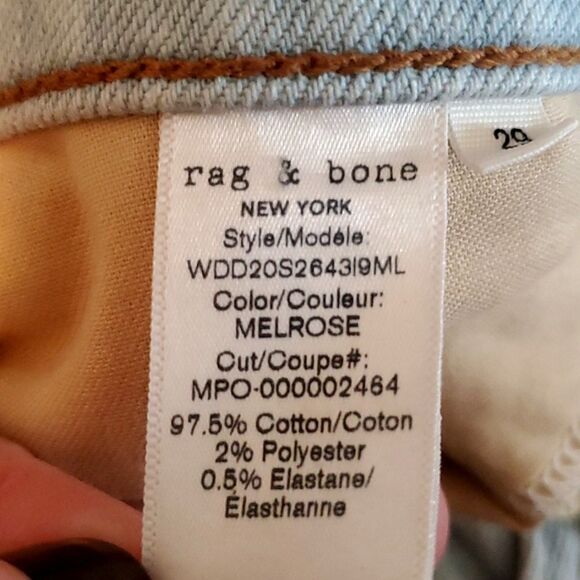 rag & bone
NEW YORK
Style/Modéle:
WDD20S2643I9ML
Color/Couleur:
MELROSE
Cut/Coupe#:
MPO-000002464
97.5% Cotton/Coton
2% Polyester
0.5% Elastane/
Élasthanne
29